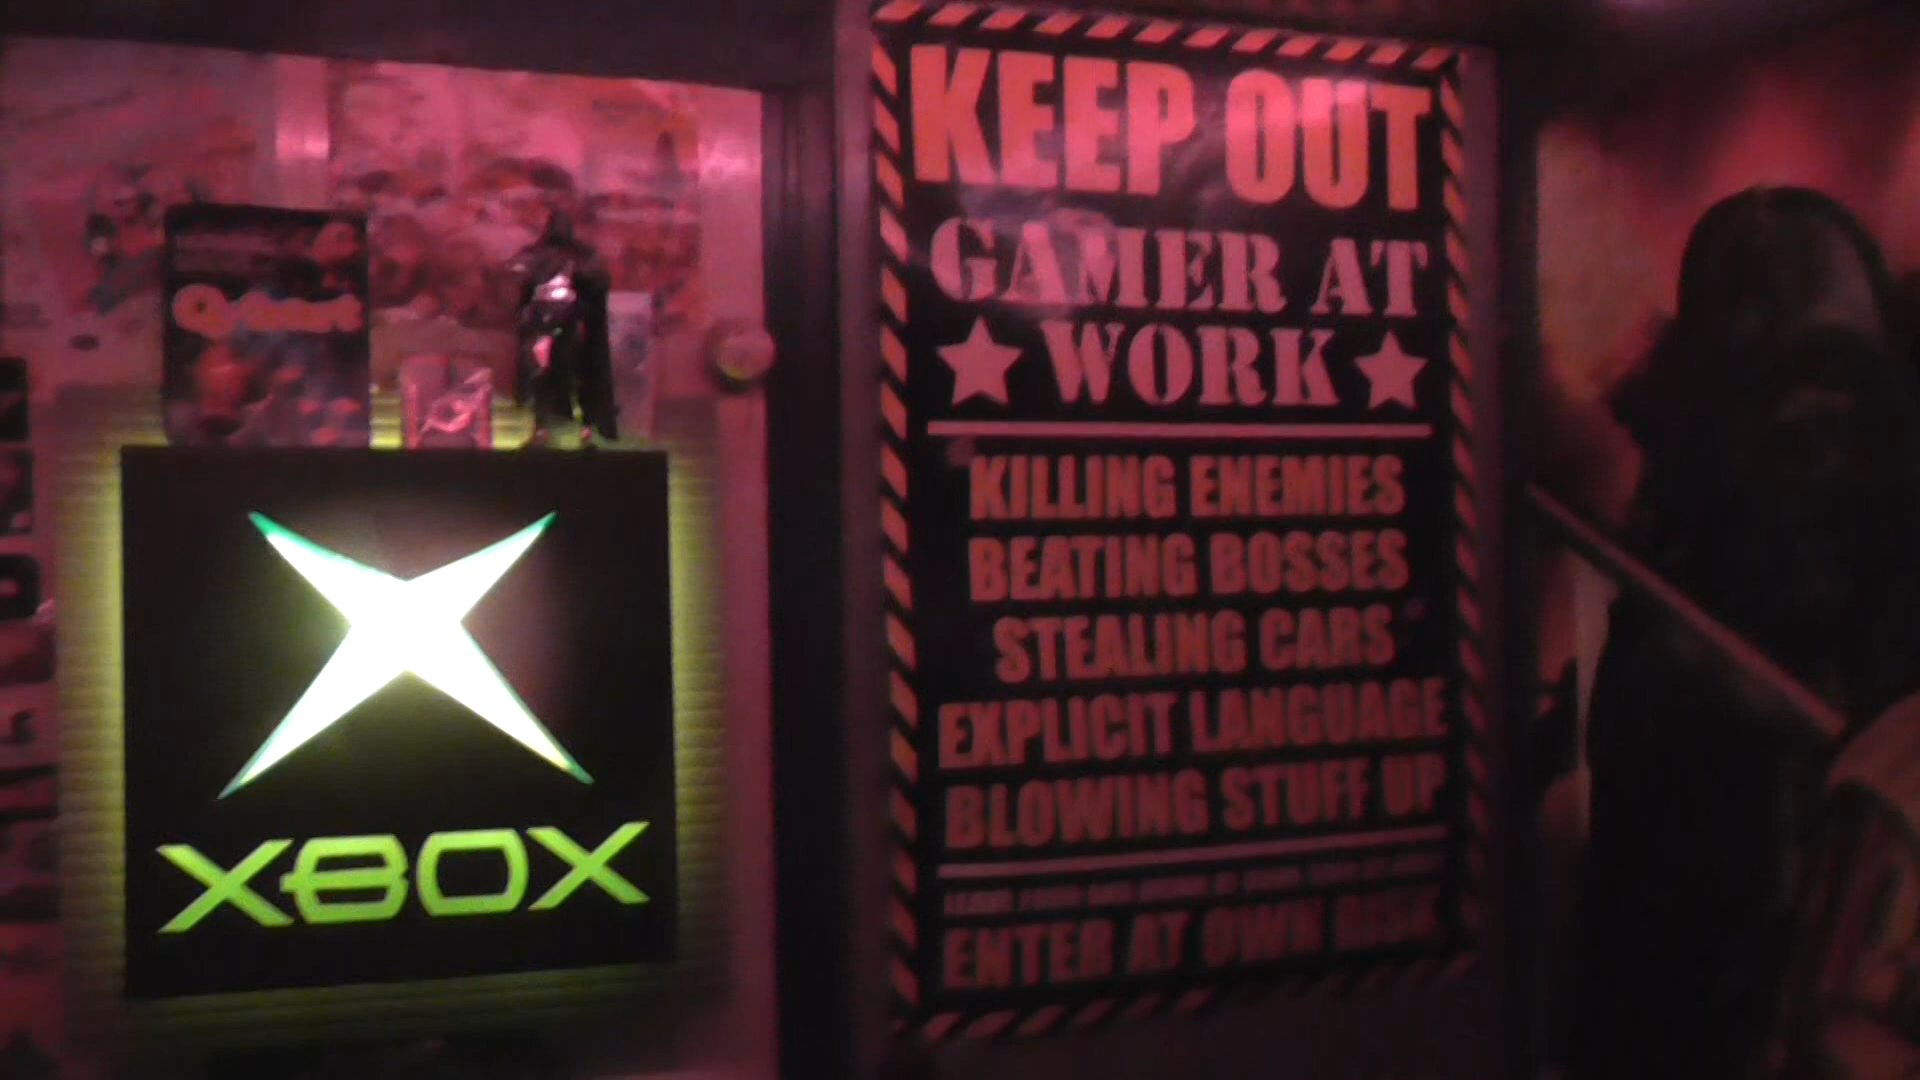 XBOX
KEEP OUT
GAMER AT
WORK
KILLING ENEMIES
BEATING BOSSES
STEALING CARS
EXPLICIT LANGUAGE
BLOWING STUFF UP
ENTER AT OWN RISK